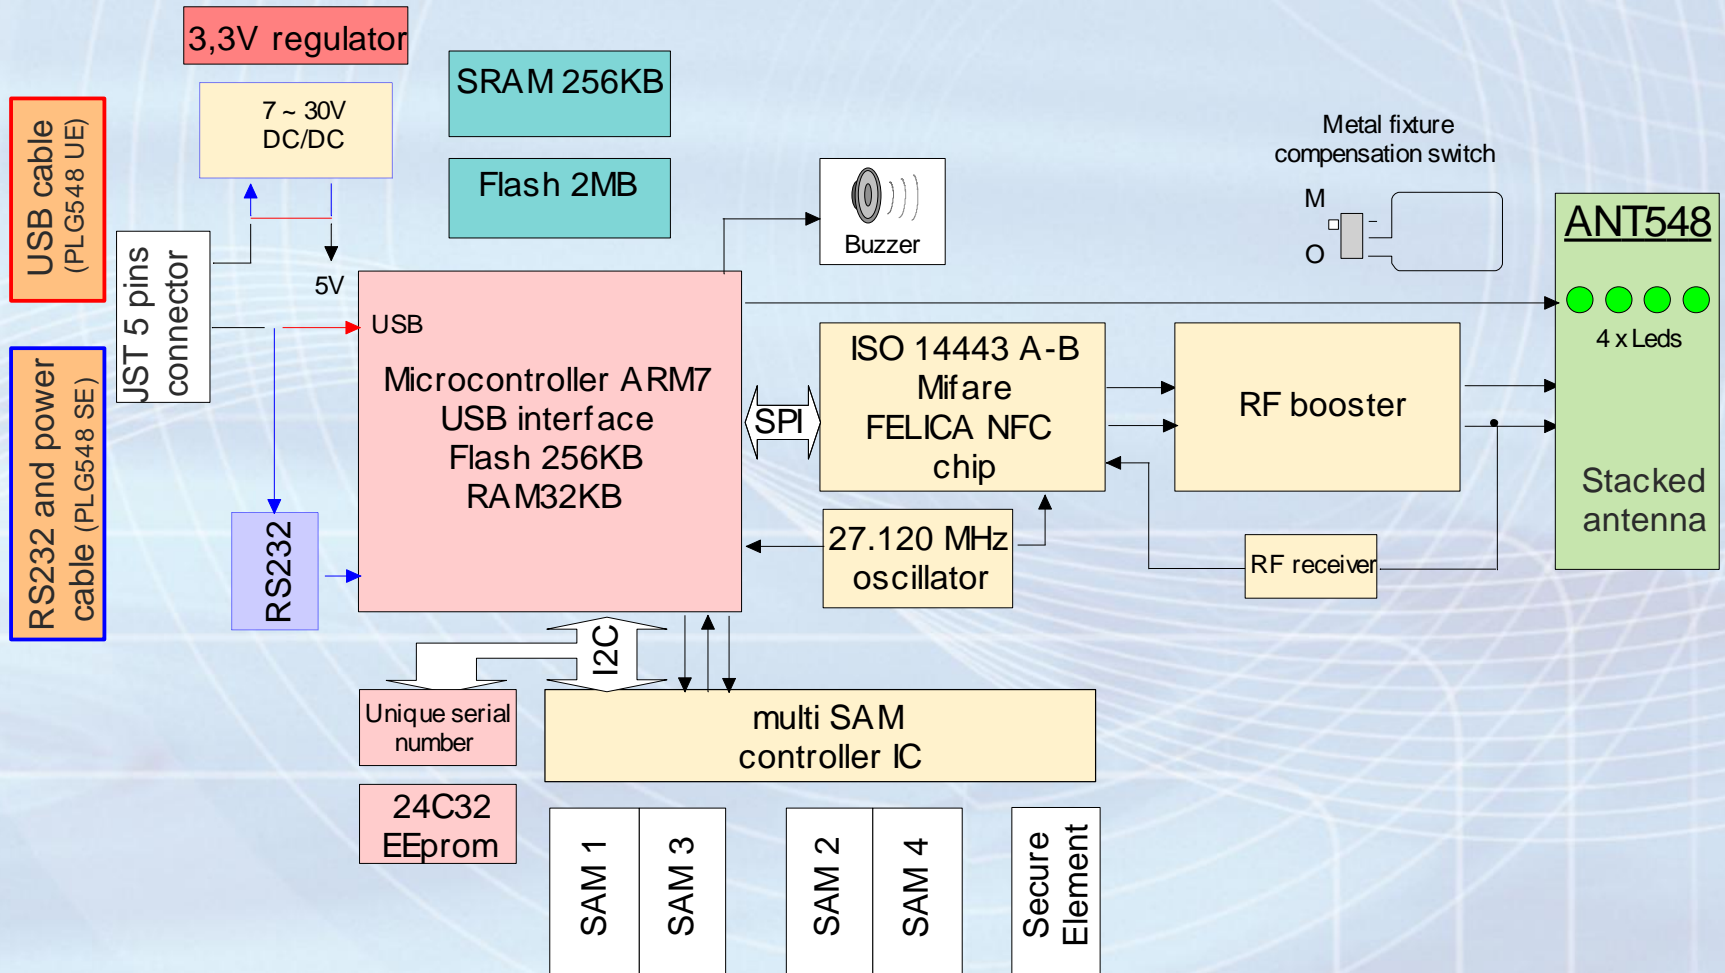 3,3V regulator
7 ~ 30V
DC/DC
SRAM 256KB
Flash 2MB
USB cable
(PLG548 UE)
RS232 and power
cable (PLG548 SE)
JST 5 pins
connector
5V
USB
Microcontroller ARM7
USB interface
Flash 256KB
RAM32KB
RS232
Buzzer
SPI
ISO 14443 A-B
Mifare
FELICA NFC
chip
27.120 MHz
oscillator
RF booster
RF receiver
Metal fixture
compensation switch
M
O
ANT548
4 x Leds
Stacked
antenna
I2C
Unique serial
number
24C32
EEprom
multi SAM
controller IC
SAM 1
SAM 3
SAM 2
SAM 4
Secure
Element